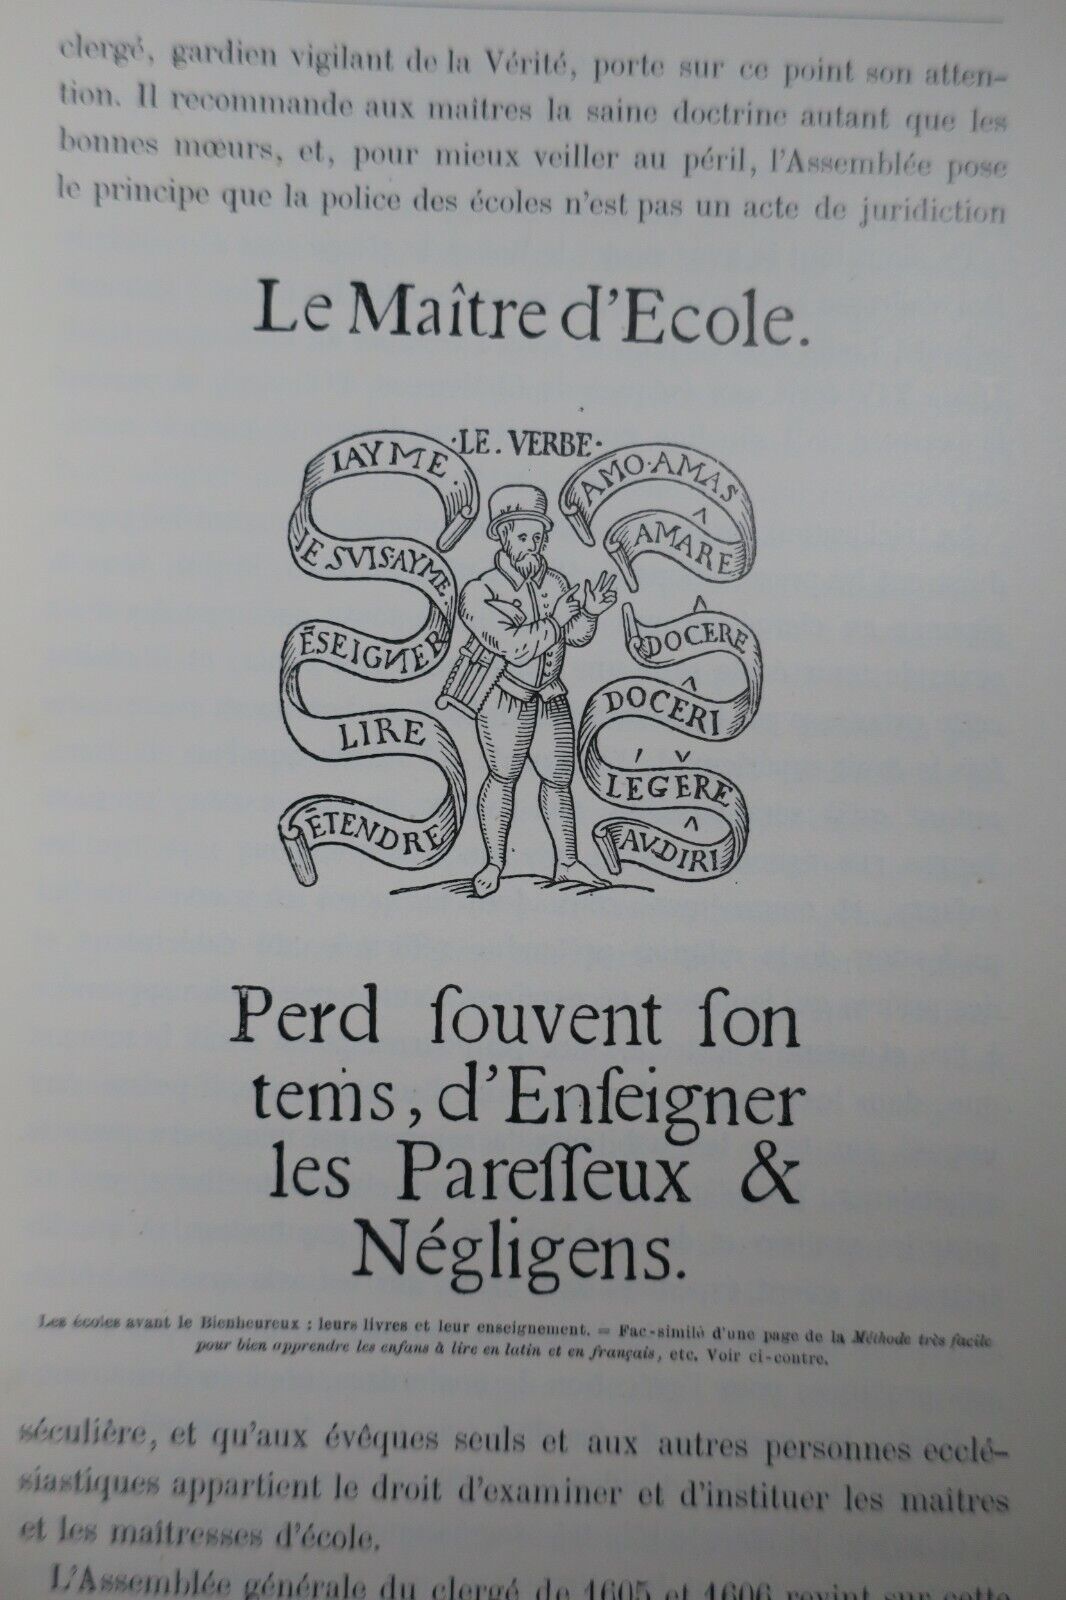 clergé, gardien vigilant de la Vérité, porte sur ce point son atten-
tion. Il recommande aux maîtres la saine doctrine autant que les
bonnes mœurs, et, pour mieux veiller au péril, l'Assemblée pose
le principe que la police des écoles n'est pas un acte de juridiction
Le Maître d'Ecole.
·LE. VERBE·
IAYME.
JE SVIS·AYME.
ẼSEIGNER
LIRE
ẼTENDRE
AMO·AMAS
AMARE
DOCERE
DOCERI
LÉGĚRE
AVDIRI
Perd ſouvent ſon
tems, d'Enſeigner
les Pareſſeux &
Négligens.
Les écoles avant le Bienheureux : leurs livres et leur enseignement. — Fac-similé d'une page de la Méthode très facile
pour bien apprendre les enfans à lire en latin et en français, etc. Voir ci-contre.
séculière, et qu'aux évêques seuls et aux autres personnes ecclé-
siastiques appartient le droit d'examiner et d'instituer les maîtres
et les maîtresses d'école.
L'Assemblée générale du clergé de 1605 et 1606 revint sur cette